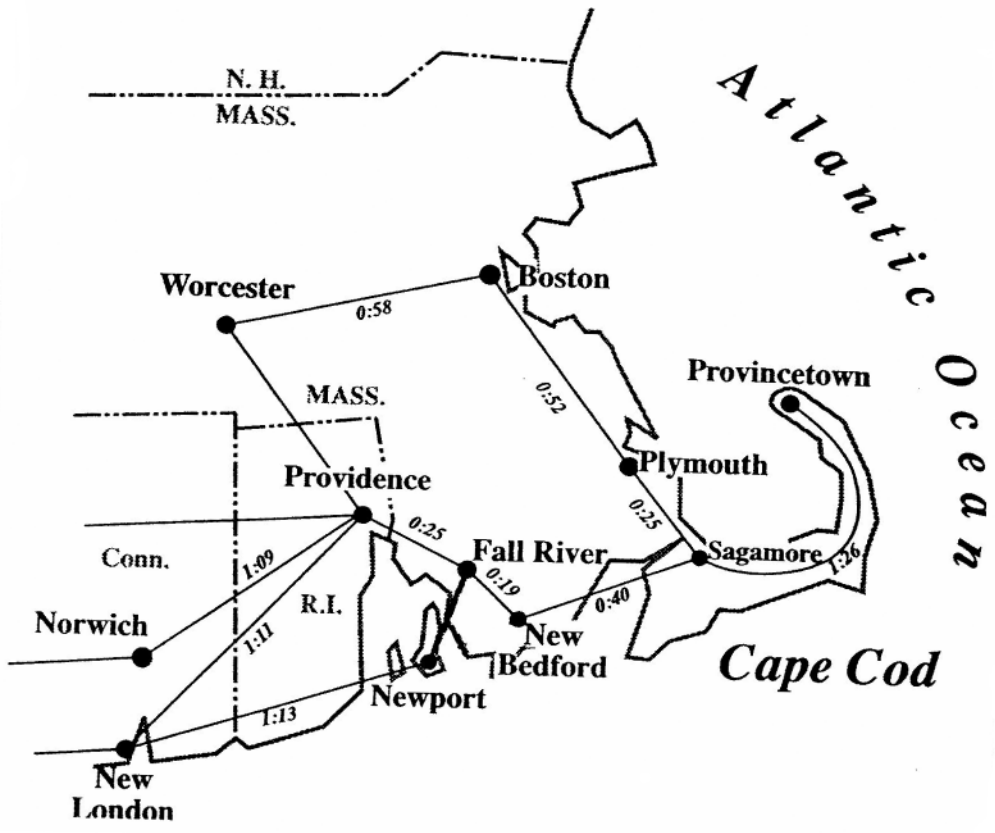 N. H.
MASS.
Atlantic Ocean
Worcester
Boston
0:58
Provincetown
0:52
MASS.
Plymouth
Providence
0:25
0:25
Fall River
Sagamore
Conn.
1:09
0:19
1:26
R.I.
0:40
Norwich
1:11
New
Bedford
Cape Cod
Newport
1:13
New
London